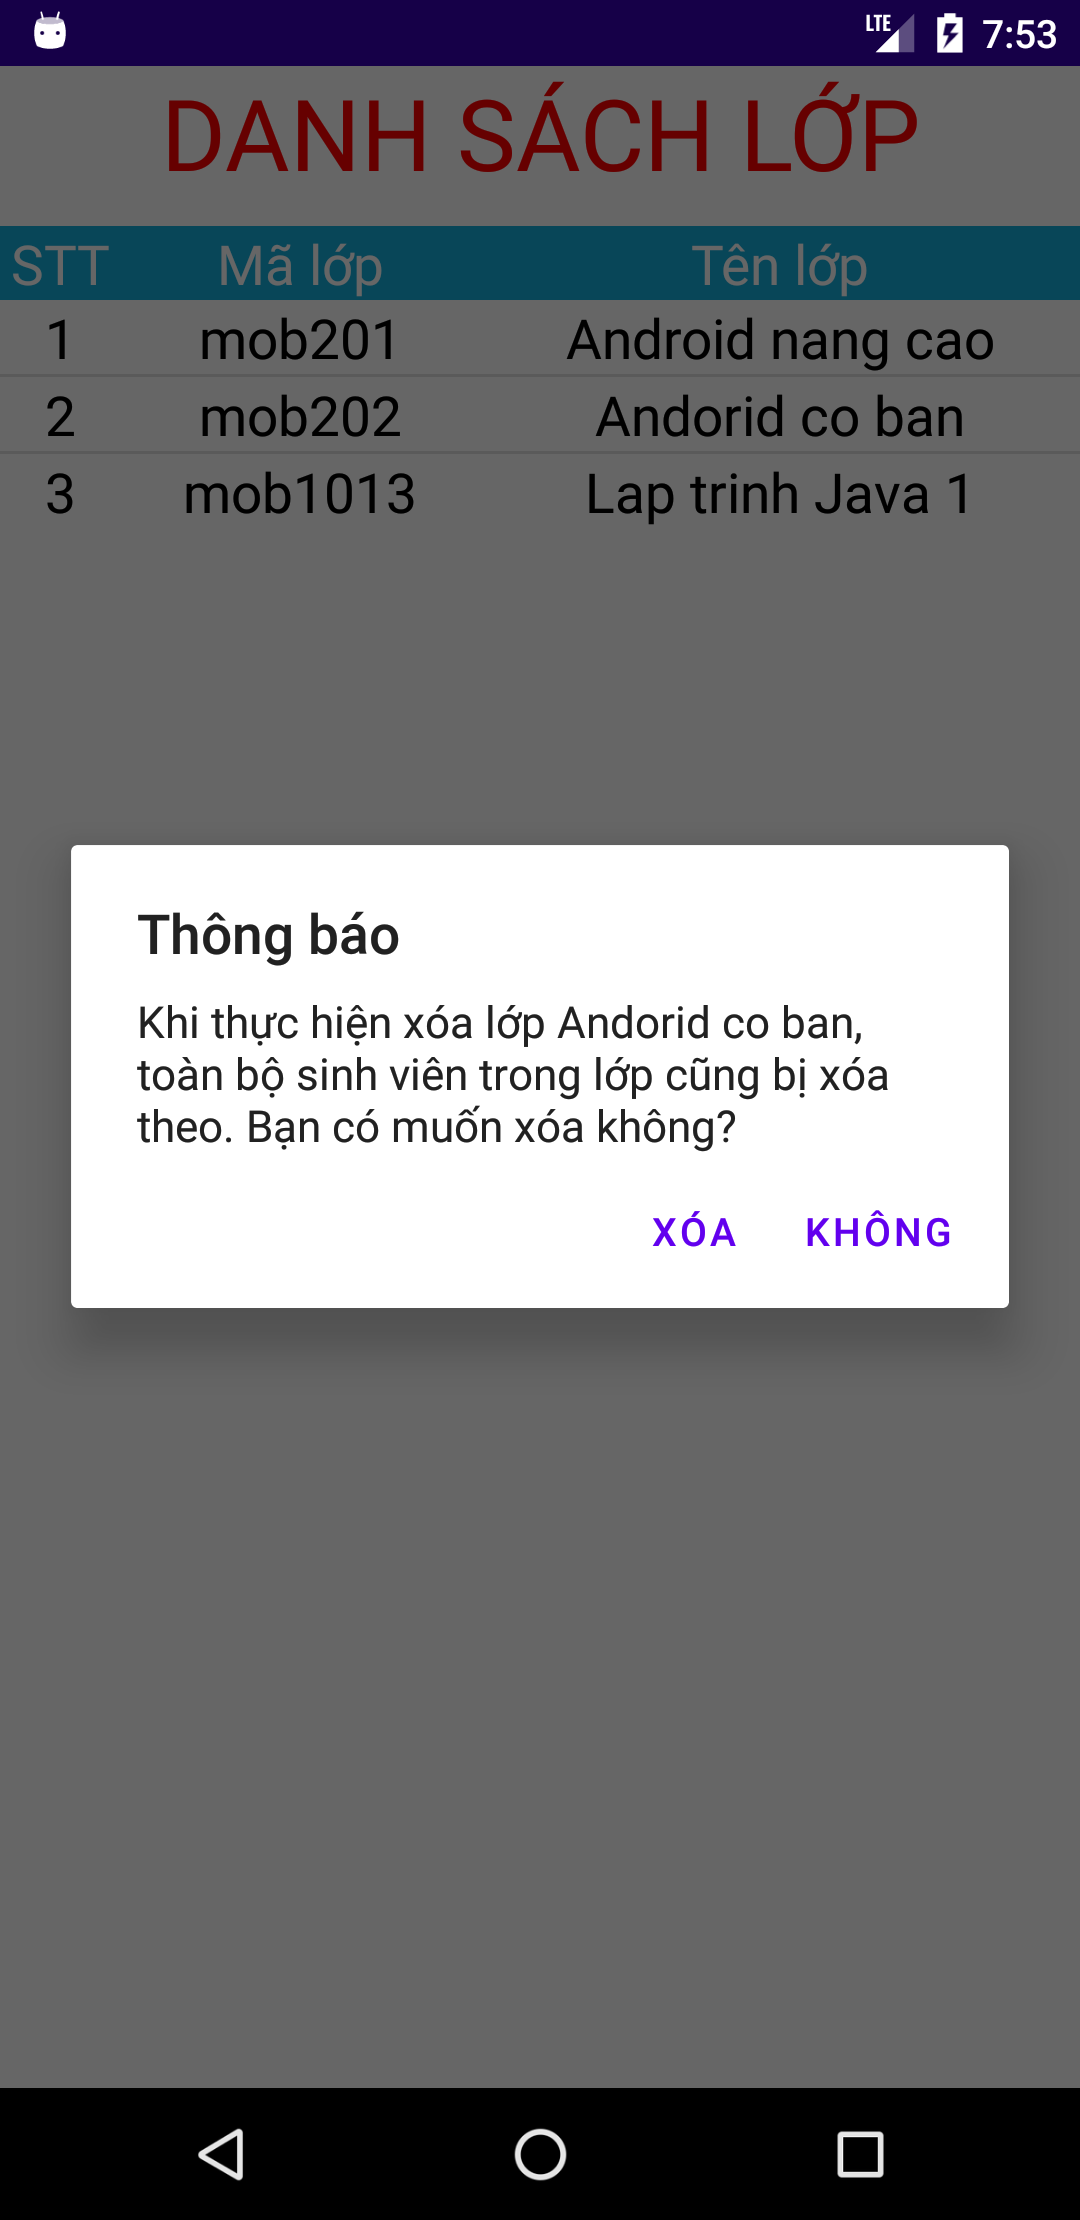 LTE 7:53
DANH SÁCH LỚP
STT Mã lớp Tên lớp
1 mob201 Android nang cao
2 mob202 Andorid co ban
3 mob1013 Lap trinh Java 1
Thông báo
Khi thực hiện xóa lớp Andorid co ban,
toàn bộ sinh viên trong lớp cũng bị xóa
theo. Bạn có muốn xóa không?
XÓA KHÔNG